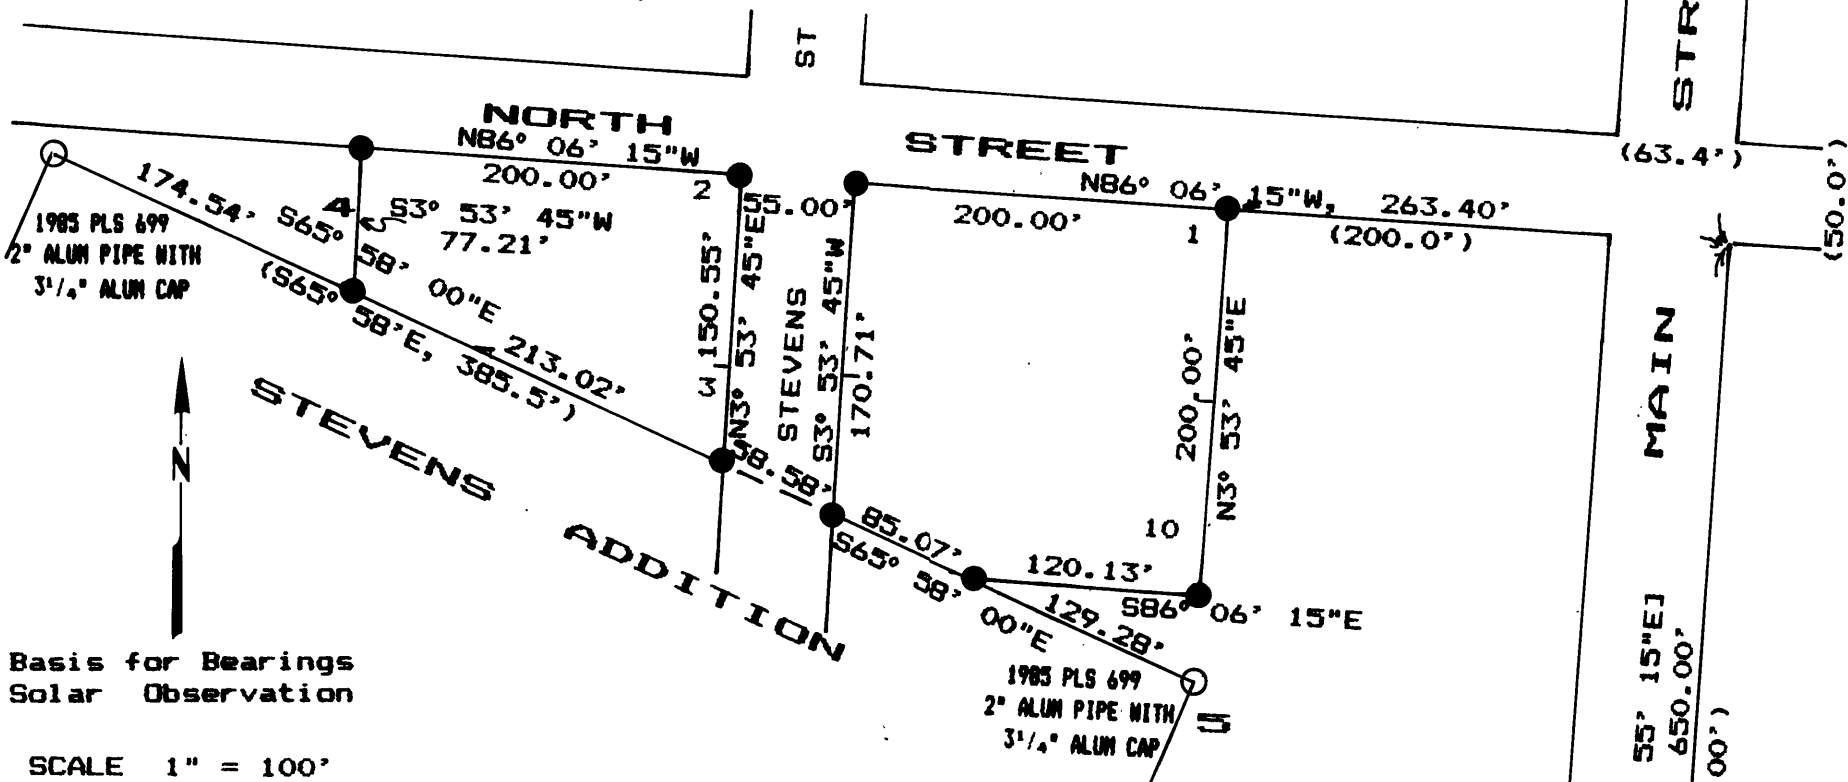 ST
STR
NORTH
STREET
N86° 06' 15"W
200.00'
2
55.00'
N86° 06' 15"W, 263.40'
200.00'
1
(200.0')
(63.4')
(50.0')
174.54'
S65° 58' 00"E
4
S3° 53' 45"W
77.21'
1985 PLS 699
2" ALUM PIPE WITH
3¹/₄" ALUM CAP
(S65° 58'E, 385.5')
213.02'
150.55'
N3° 53' 45"E
3
STEVENS
S3° 53' 45"W
170.71'
200.00'
N3° 53' 45"E
MAIN
58.58'
85.07'
S65° 58' 00"E
10
120.13'
S86° 06' 15"E
129.28'
STEVENS
ADDITION
N
1985 PLS 699
2" ALUM PIPE WITH
3¹/₄" ALUM CAP
5
55' 15"E]
650.00'
00')
Basis for Bearings
Solar Observation
SCALE 1" = 100'